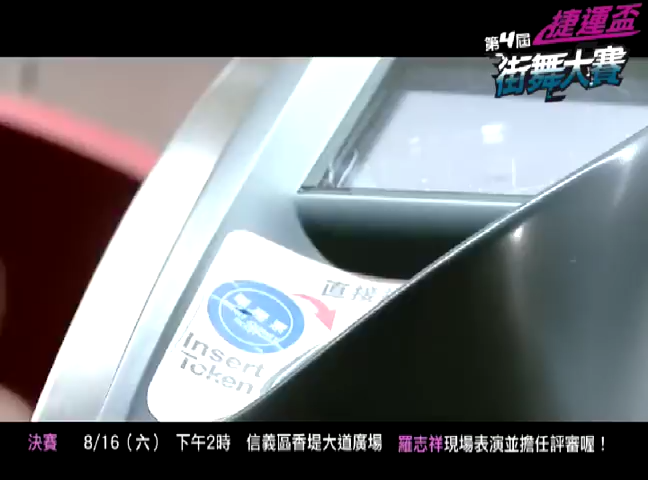 第4屆 捷運盃
街舞大賽
直接
Insert
Token
決賽 8/16（六） 下午2時 信義區香堤大道廣場 羅志祥現場表演並擔任評審喔！